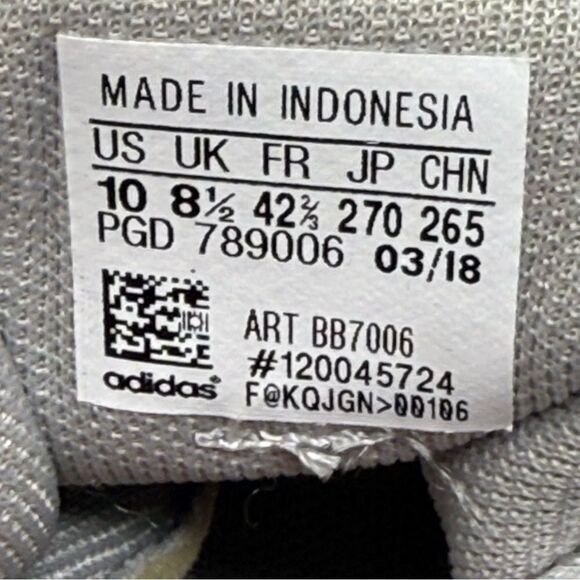 MADE IN INDONESIA
US UK FR JP CHN
10 8½ 42⅔ 270 265
PGD 789006 03/18
ART BB7006
#120045724
adidas®
F@KQJGN>00106